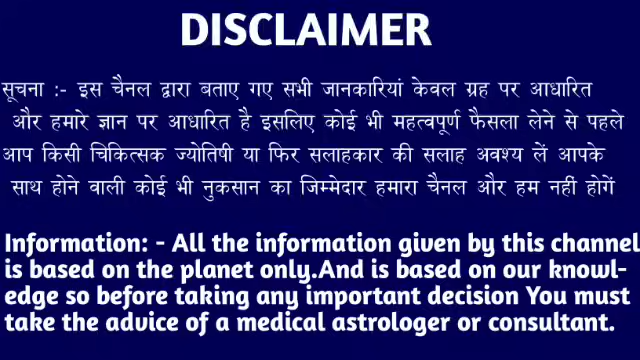 DISCLAIMER
सूचना :- इस चैनल द्वारा बताए गए सभी जानकारियां केवल ग्रह पर आधारित
और हमारे ज्ञान पर आधारित है इसलिए कोई भी महत्वपूर्ण फैसला लेने से पहले
आप किसी चिकित्सक ज्योतिषी या फिर सलाहकार की सलाह अवश्य लें आपके
साथ होने वाली कोई भी नुकसान का जिम्मेदार हमारा चैनल और हम नहीं होगें
Information: - All the information given by this channel
is based on the planet only.And is based on our knowl-
edge so before taking any important decision You must
take the advice of a medical astrologer or consultant.